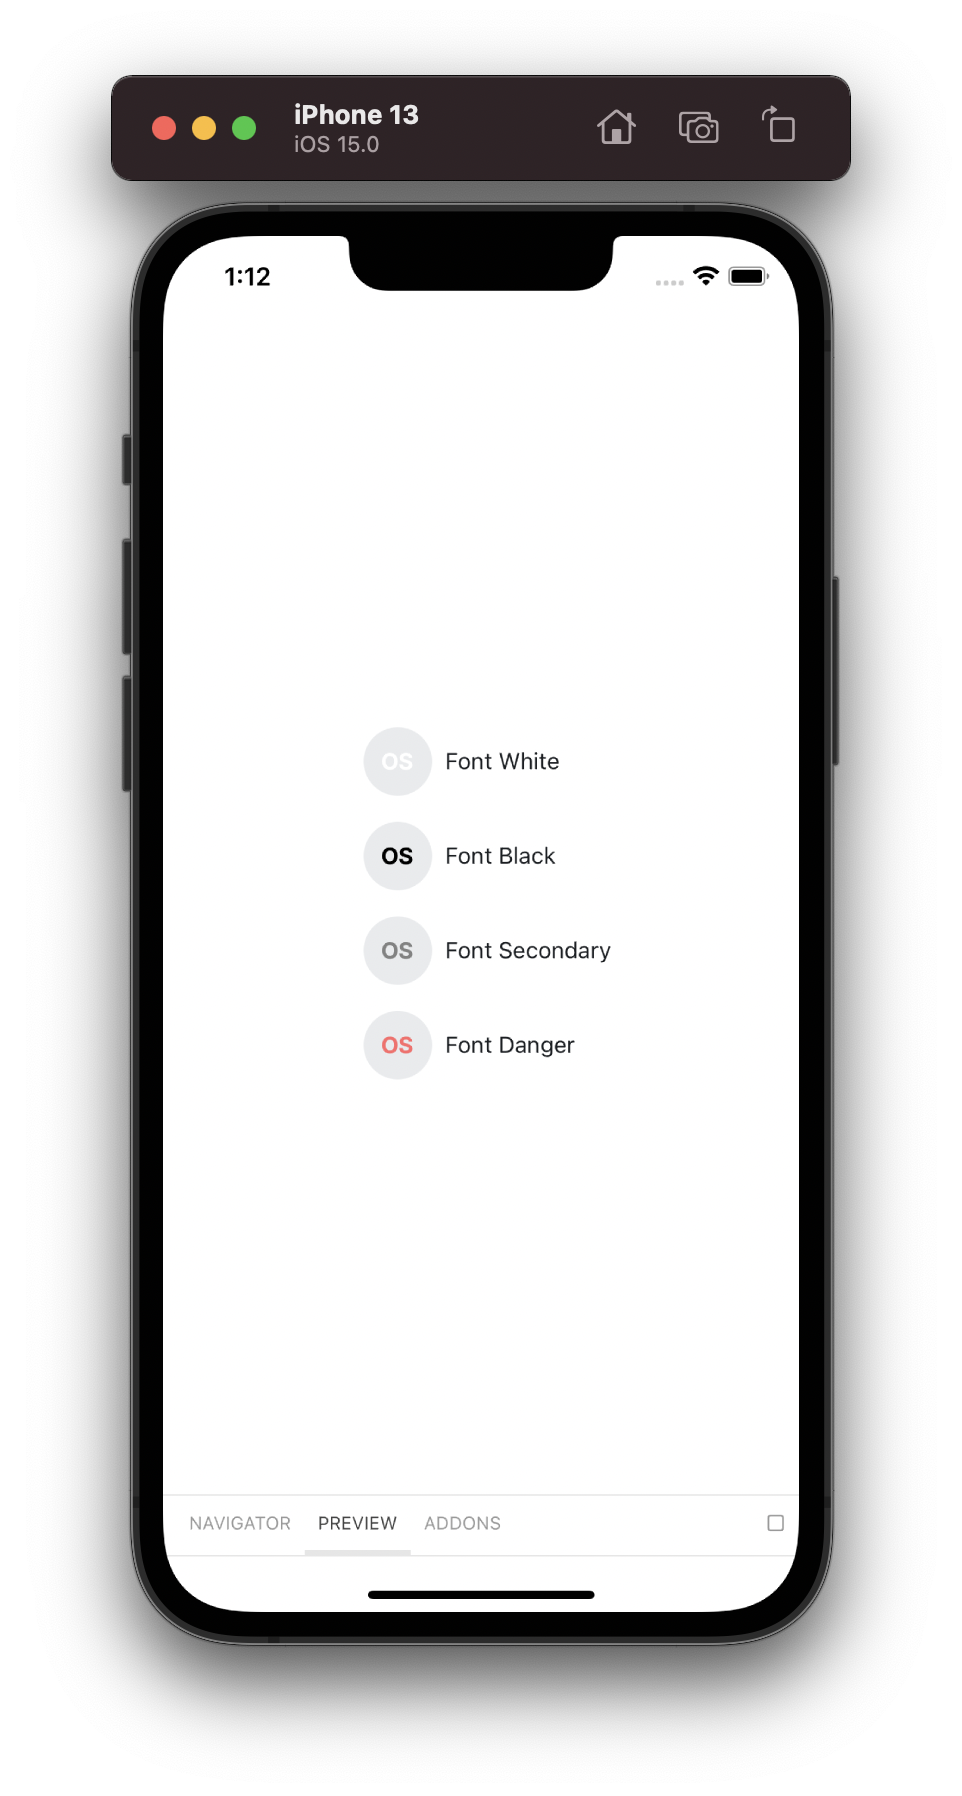 iPhone 13
iOS 15.0
1:12
OS Font White
OS Font Black
OS Font Secondary
OS Font Danger
NAVIGATOR PREVIEW ADDONS